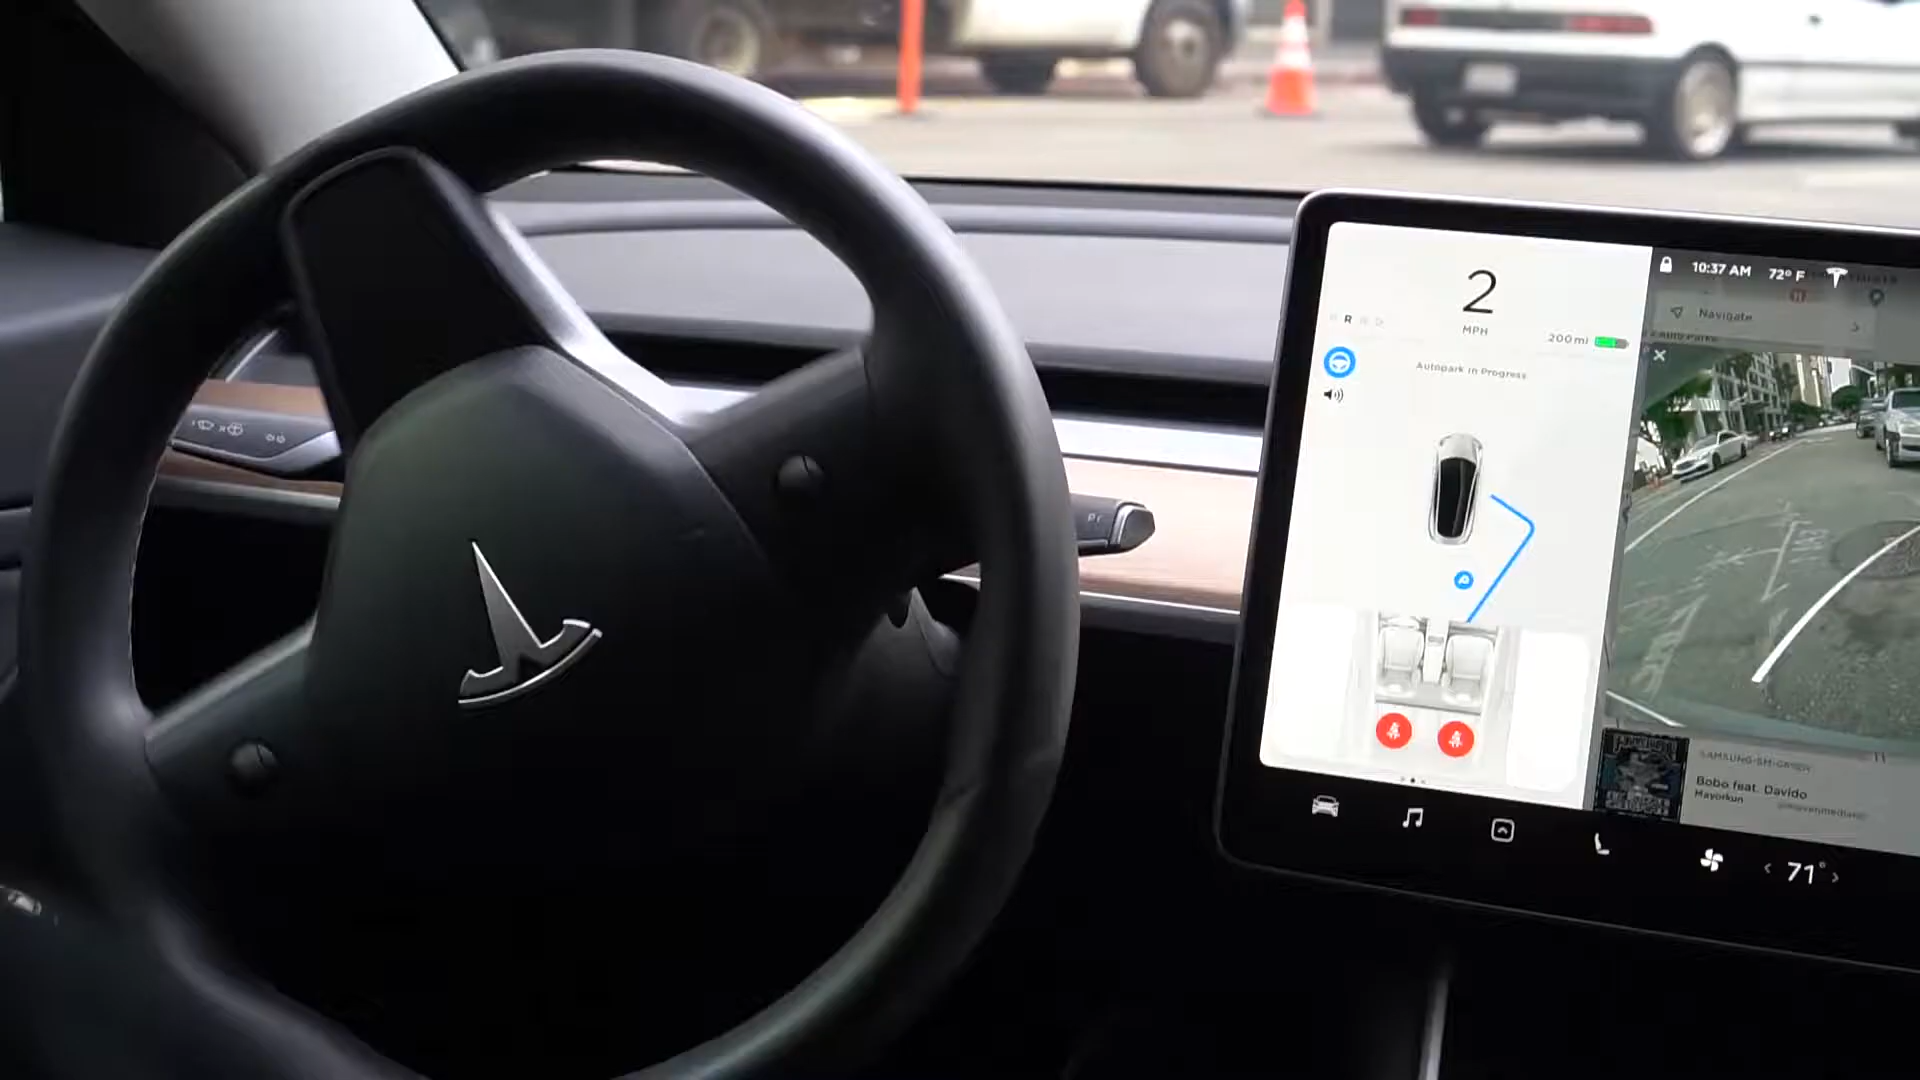 2
MPH
R
200 mi
Autopark in Progress
10:37 AM 72° F
Navigate
Bobo feat. Davido
Mayorkun
71°